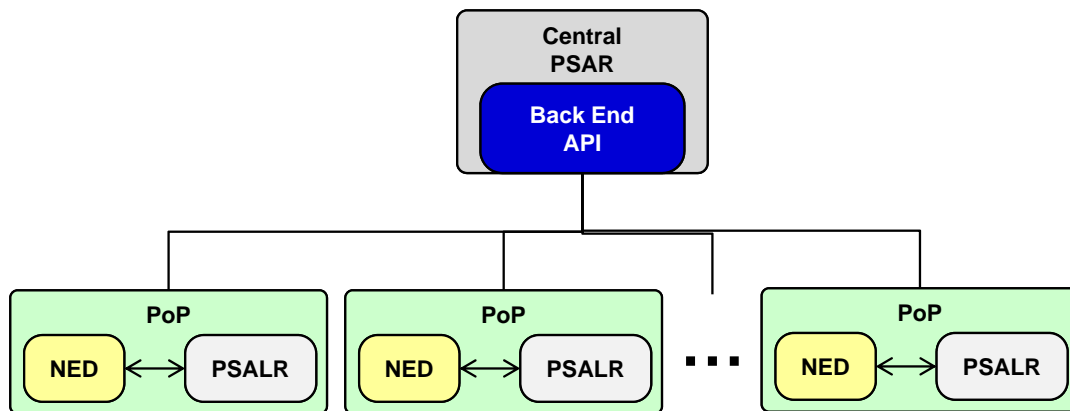 Central
PSAR
Back End
API
PoP
NED
PSALR
PoP
NED
PSALR
PoP
NED
PSALR